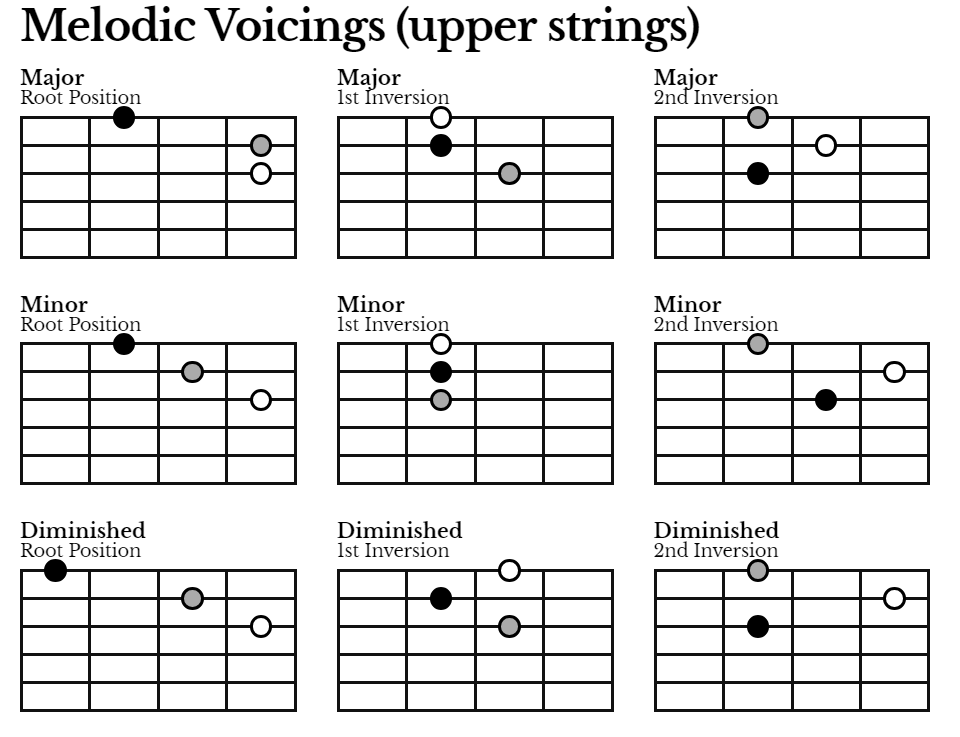 Melodic Voicings (upper strings)
Major
Root Position
Major
1st Inversion
Major
2nd Inversion
Minor
Root Position
Minor
1st Inversion
Minor
2nd Inversion
Diminished
Root Position
Diminished
1st Inversion
Diminished
2nd Inversion